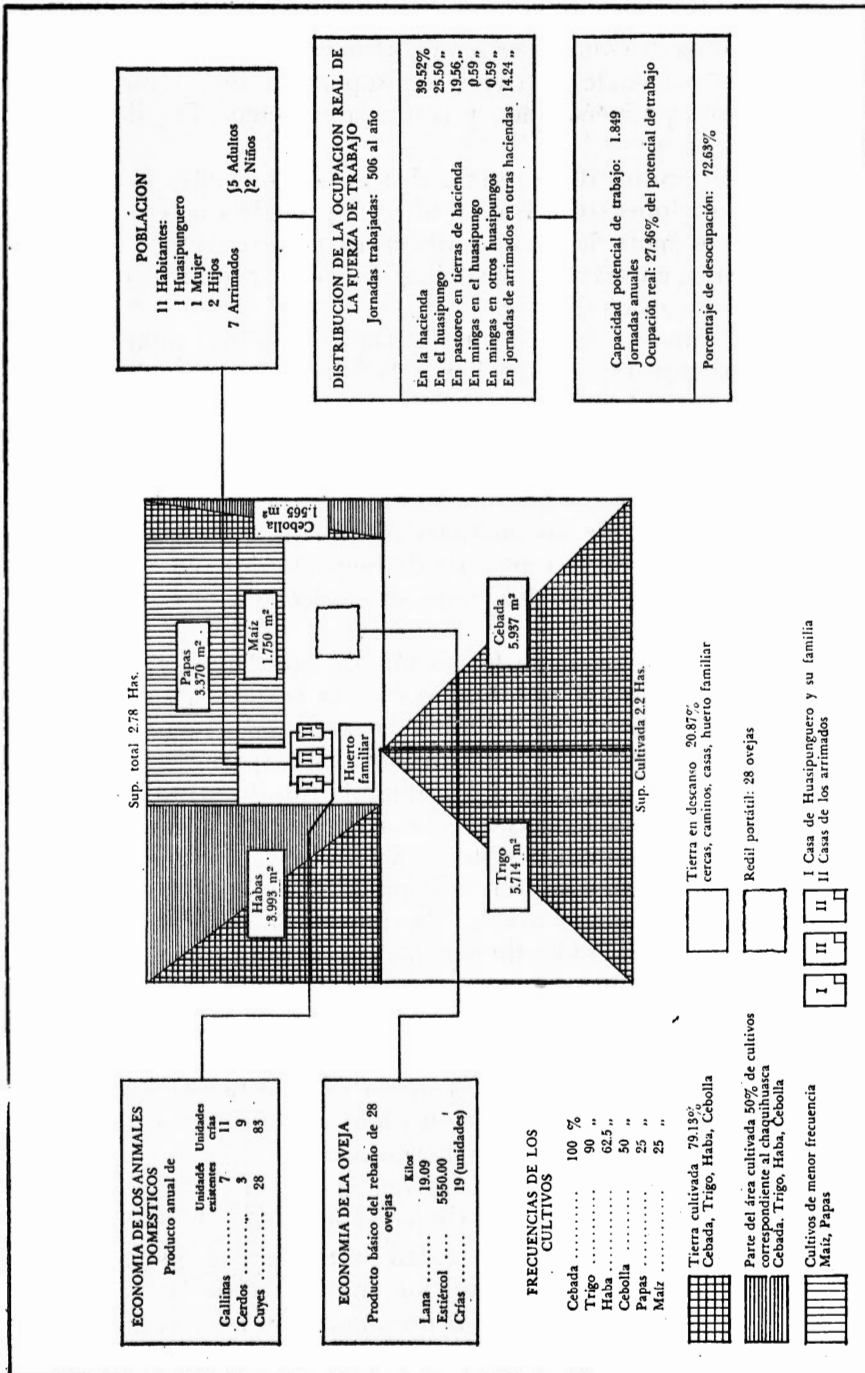 ECONOMIA DE LOS ANIMALES
DOMESTICOS
Producto anual de
Unidades Unidades
existentes crías
Gallinas ........ 7 11
Cerdos ........ 3 9
Cuyes ........ 28 83
ECONOMIA DE LA OVEJA
Producto básico del rebaño de 28
ovejas
Kilos
Lana ....... 19.09
Estiércol .... 5550.00
Crías ....... 19 (unidades)
FRECUENCIAS DE LOS
CULTIVOS
Cebada .......... 100 %
Trigo .......... 90 ,,
Haba .......... 62.5 ,,
Cebolla .......... 50 ,,
Papas .......... 25 ,,
Maíz .......... 25 ,,
Sup. total 2.78 Has.
Habas
3.993 m²
Papas
3.370 m²
Maíz
1.750 m²
Cebolla
1.565 m²
I
II
II
Huerto
familiar
Trigo
5.714 m²
Cebada
5.937 m²
Sup. Cultivada 2.2 Has.
POBLACION
11 Habitantes:
1 Huasipunguero
1 Mujer
2 Hijos
7 Arrimados {5 Adultos
{2 Niños
DISTRIBUCION DE LA OCUPACION REAL DE
LA FUERZA DE TRABAJO
Jornadas trabajadas: 506 al año
En la hacienda 39.52%
En el huasipungo 25.50 ,,
En pastoreo en tierras de hacienda 19.56 ,,
En mingas en el huasipungo 0.59 ,,
En mingas en otros huasipungos 0.59 ,,
En jornadas de arrimados en otras haciendas 14.24 ,,
Capacidad potencial de trabajo: 1.849
Jornadas anuales
Ocupación real: 27.36% del potencial de trabajo
Porcentaje de desocupación: 72.63%
Tierra cultivada 79.13%
Cebada, Trigo, Haba, Cebolla
Parte del área cultivada 50% de cultivos
correspondiente al chaquihuasca
Cebada. Trigo, Haba, Cebolla
Cultivos de menor frecuencia
Maíz, Papas
Tierra en descanso 20.87%
cercas, caminos, casas, huerto familiar
Redil portátil: 28 ovejas
I
II
II
I Casa de Huasipunguero y su familia
II Casas de los arrimados